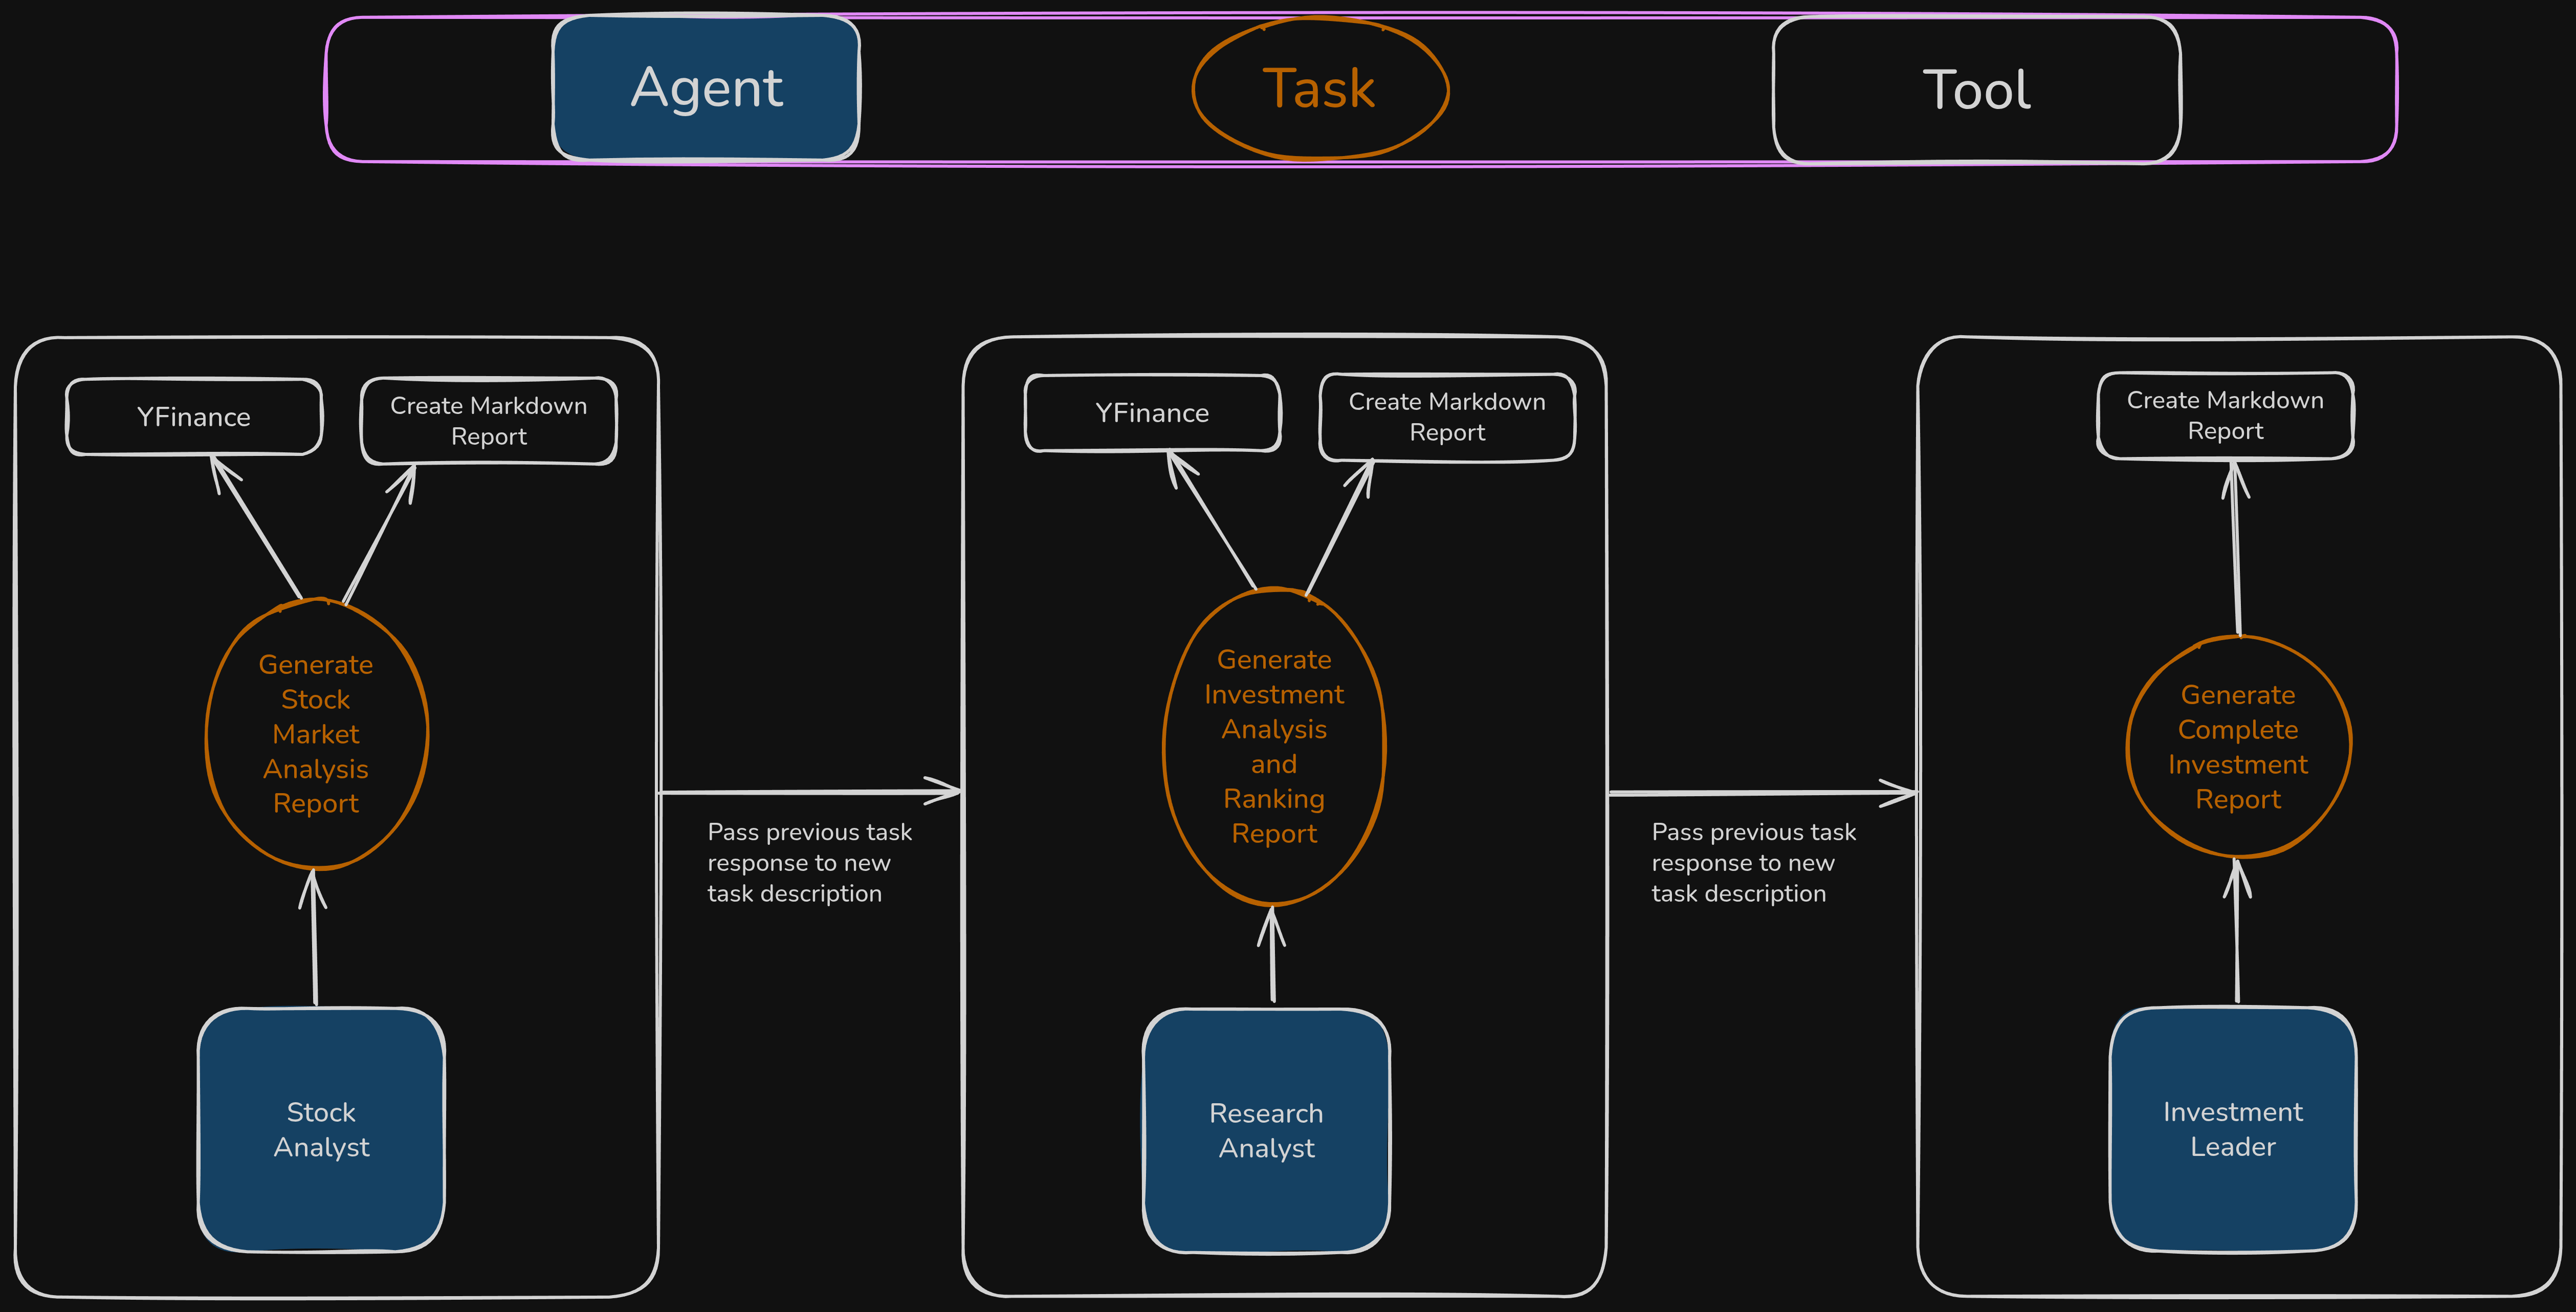 Agent
Task
Tool
YFinance
Create Markdown
Report
Generate
Stock
Market
Analysis
Report
Stock
Analyst
Pass previous task
response to new
task description
YFinance
Create Markdown
Report
Generate
Investment
Analysis
and
Ranking
Report
Research
Analyst
Pass previous task
response to new
task description
Create Markdown
Report
Generate
Complete
Investment
Report
Investment
Leader